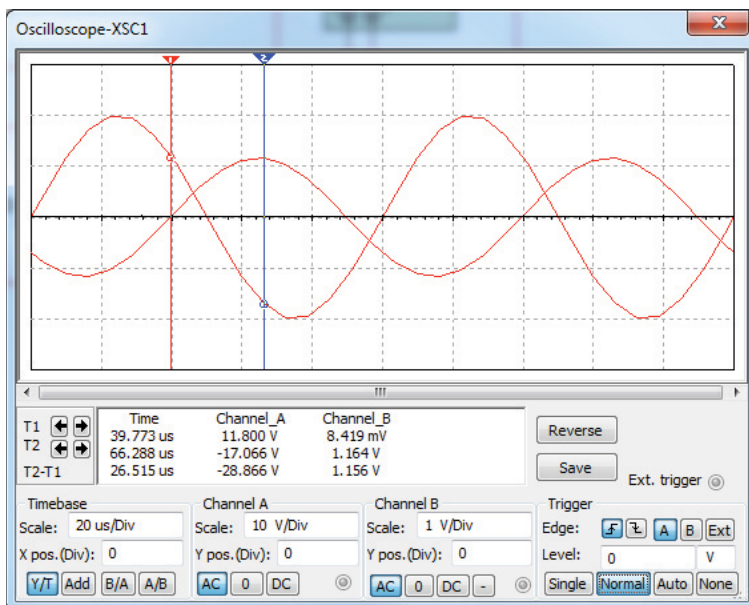 Oscilloscope-XSC1
x
1 2
T1
T2
T2-T1
Time Channel_A Channel_B
39.773 us 11.800 V 8.419 mV
66.288 us -17.066 V 1.164 V
26.515 us -28.866 V 1.156 V
Reverse
Save
Ext. trigger
Timebase
Scale: 20 us/Div
X pos.(Div): 0
Y/T Add B/A A/B
Channel A
Scale: 10 V/Div
Y pos.(Div): 0
AC 0 DC
Channel B
Scale: 1 V/Div
Y pos.(Div): 0
AC 0 DC -
Trigger
Edge: A B Ext
Level: 0 V
Single Normal Auto None